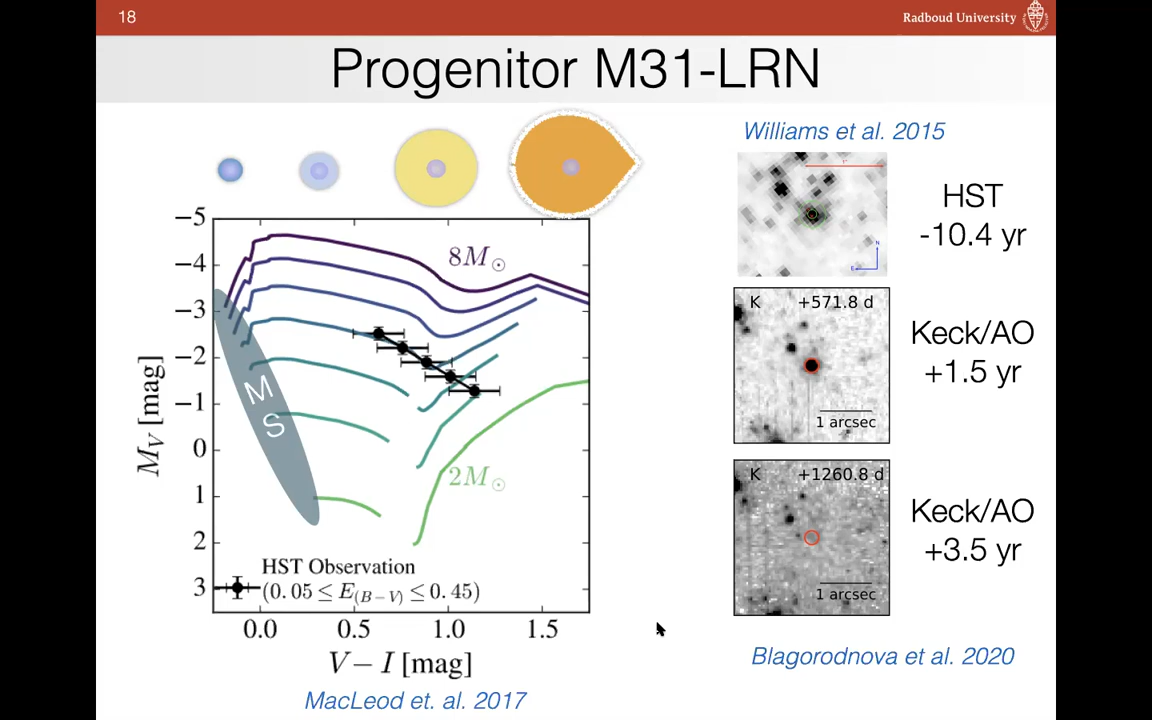 18
Radboud University
Progenitor M31-LRN
Williams et al. 2015
HST
-10.4 yr
1"
N
E
K +571.8 d
1 arcsec
Keck/AO
+1.5 yr
K +1260.8 d
1 arcsec
Keck/AO
+3.5 yr
Blagorodnova et al. 2020
−5
−4
−3
−2
−1
0
1
2
3
M_V [mag]
8M⊙
M
S
2M⊙
HST Observation
(0.05 ≤ E_(B−V) ≤ 0.45)
0.0 0.5 1.0 1.5
V − I [mag]
MacLeod et. al. 2017